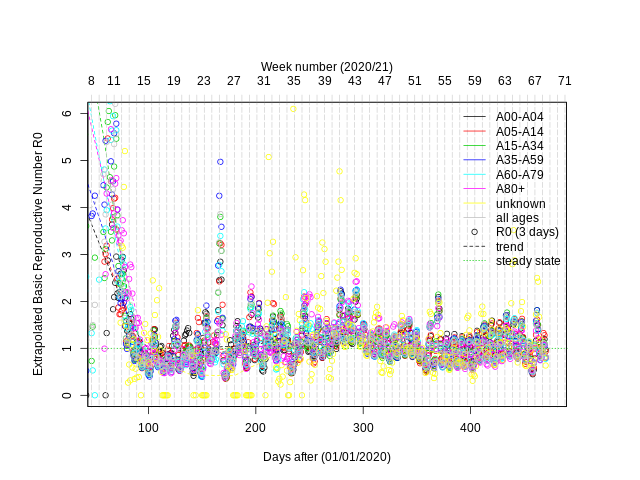 Week number (2020/21)
8 11 15 19 23 27 31 35 39 43 47 51 55 59 63 67 71
Extrapolated Basic Reproductive Number R0
6
5
4
3
2
1
0
A00-A04
A05-A14
A15-A34
A35-A59
A60-A79
A80+
unknown
all ages
R0 (3 days)
trend
steady state
100 200 300 400
Days after (01/01/2020)